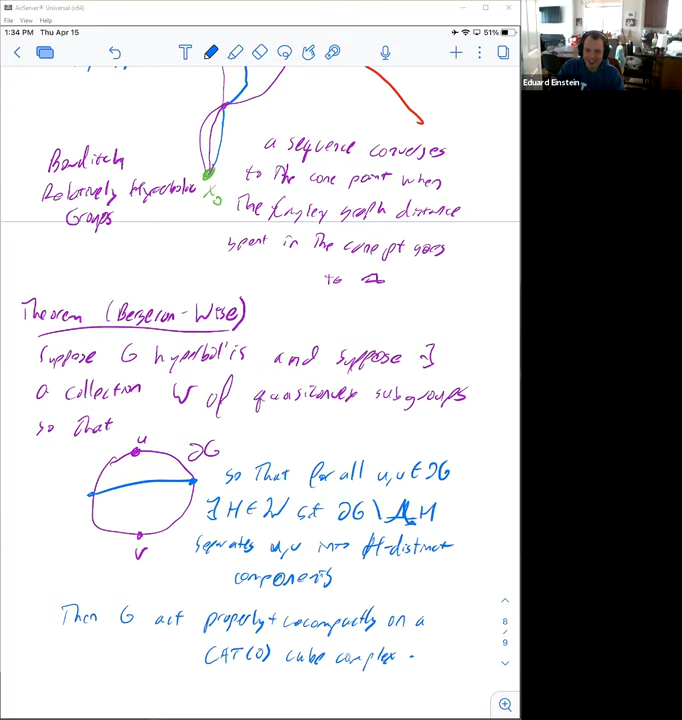 AirServer® Universal (x64)
File View Help
1:34 PM Thu Apr 15
51%
Eduard Einstein
a sequence converges
to the cone point when
The Cayley graph distance
spent in the cone pt goes
to ∞
Bowditch
Relatively Hyperbolic
Groups
x₀
Theorem (Bergeron-Wise)
Suppose G hyperbolic and suppose ∃
a collection W of quasiconvex subgroups
so that
u
∂G
v
so that for all u,v ∈ ∂G
∃ H ∈ W st ∂G \ ΛH
separates u,v into H-distinct
components
Then G act properly + cocompactly on a
CAT(0) cube complex.
8
/
9